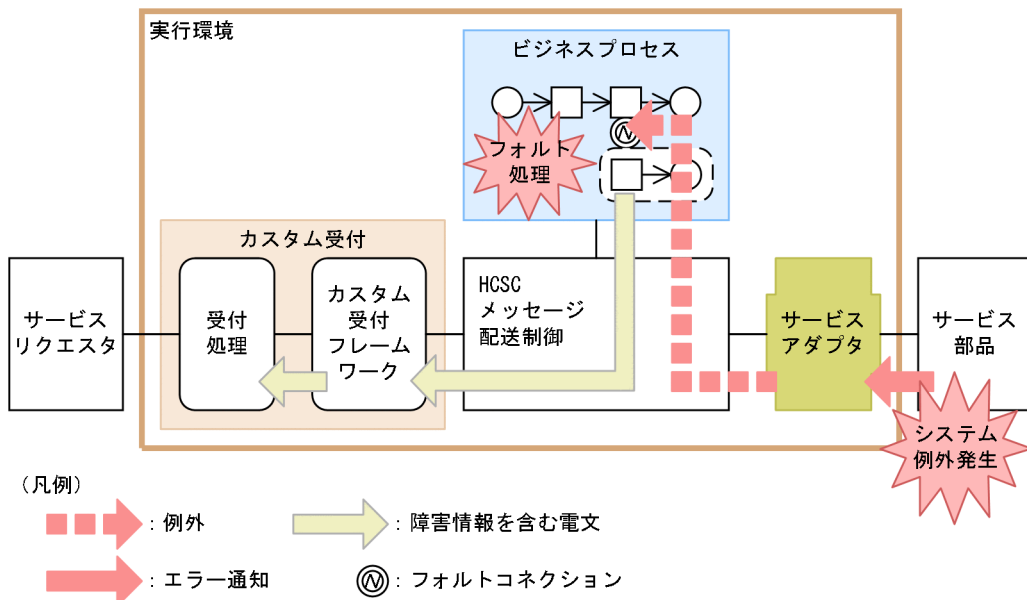 実行環境
ビジネスプロセス
フォルト
処理
カスタム受付
サービス
リクエスタ
受付
処理
カスタム
受付
フレーム
ワーク
HCSC
メッセージ
配送制御
サービス
アダプタ
サービス
部品
システム
例外発生
（凡例）
：例外
：障害情報を含む電文
：エラー通知
：フォルトコネクション